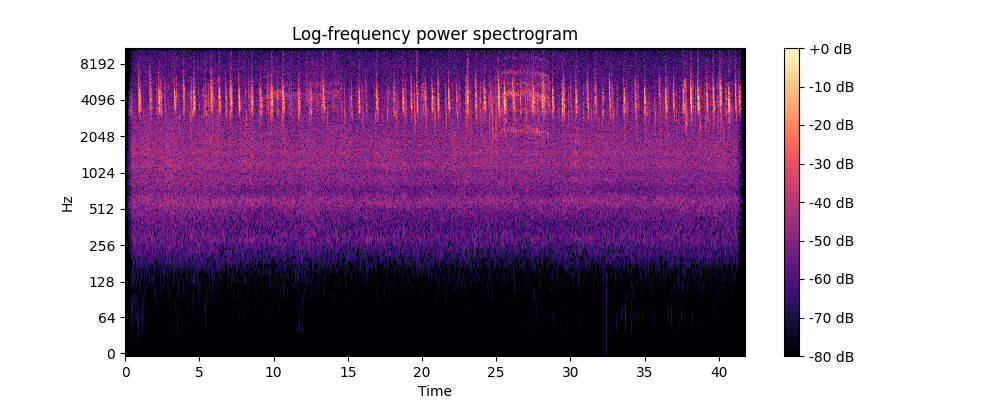 Log-frequency power spectrogram
Hz
8192
4096
2048
1024
512
256
128
64
0
0 5 10 15 20 25 30 35 40
Time
+0 dB
-10 dB
-20 dB
-30 dB
-40 dB
-50 dB
-60 dB
-70 dB
-80 dB